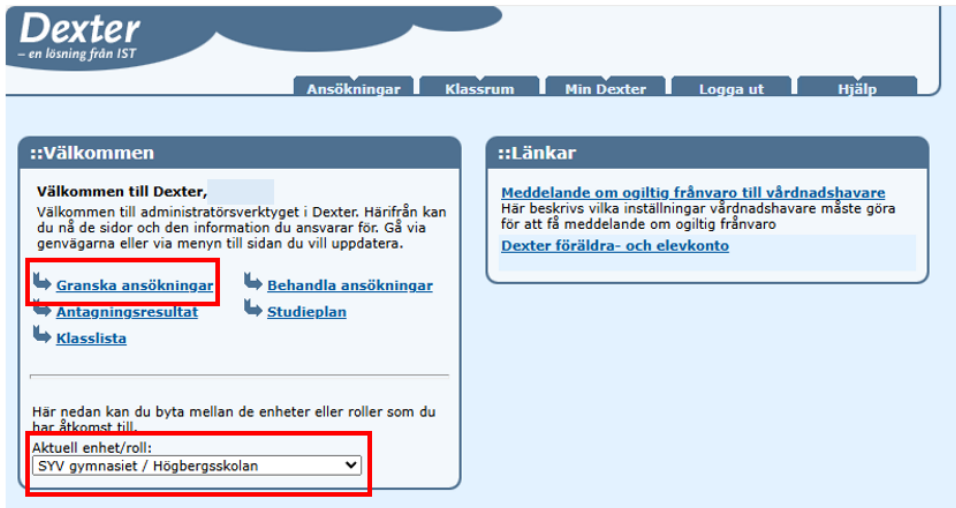 Dexter
– en lösning från IST
Ansökningar
Klassrum
Min Dexter
Logga ut
Hjälp
::Välkommen
Välkommen till Dexter,
Välkommen till administratörsverktyget i Dexter. Härifrån kan
du nå de sidor och den information du ansvarar för. Gå via
genvägarna eller via menyn till sidan du vill uppdatera.
Granska ansökningar
Behandla ansökningar
Antagningsresultat
Studieplan
Klasslista
Här nedan kan du byta mellan de enheter eller roller som du
har åtkomst till.
Aktuell enhet/roll:
SYV gymnasiet / Högbergsskolan
::Länkar
Meddelande om ogiltig frånvaro till vårdnadshavare
Här beskrivs vilka inställningar vårdnadshavare måste göra
för att få meddelande om ogiltig frånvaro
Dexter föräldra- och elevkonto